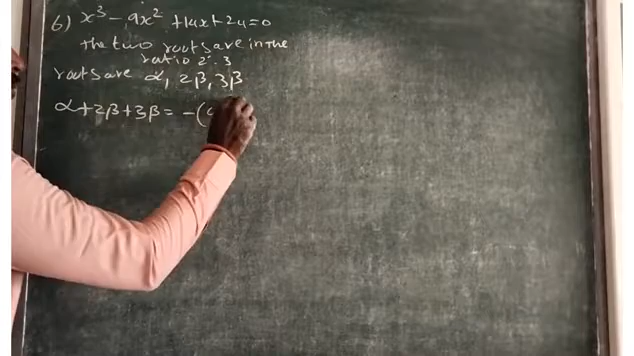 6) x³ - 9x² + 14x + 24 = 0
The two roots are in the
ratio 2:3
roots are α, 2β, 3β
α + 2β + 3β = - (